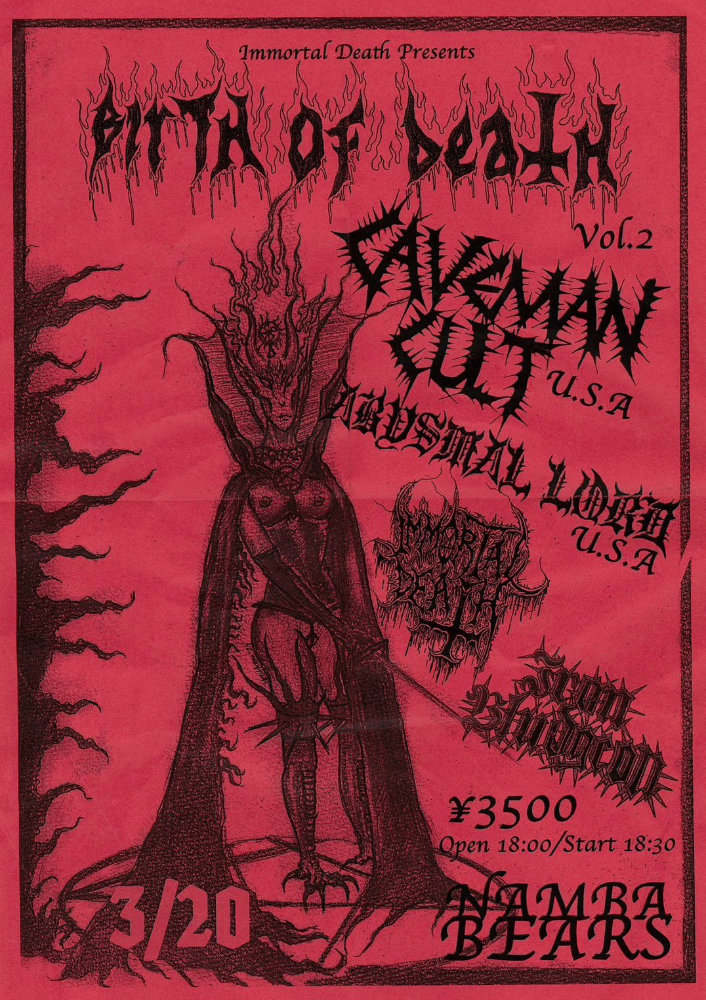 Immortal Death Presents
BirTH OF DeatH
Vol.2
CAVEMAN
CULT
U.S.A
ABYSMAL LORD
U.S.A
IMMORTAL
DEATH
Iron
Bludgeon
¥3500
Open 18:00/Start 18:30
3/20
NAMBA
BEARS